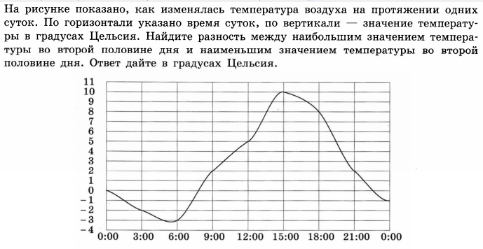 На рисунке показано, как изменялась температура воздуха на протяжении одних
суток. По горизонтали указано время суток, по вертикали — значение температу-
ры в градусах Цельсия. Найдите разность между наибольшим значением темпера-
туры во второй половине дня и наименьшим значением температуры во второй
половине дня. Ответ дайте в градусах Цельсия.
11
10
9
8
7
6
5
4
3
2
1
0
−1
−2
−3
−4
0:00 3:00 6:00 9:00 12:00 15:00 18:00 21:00 0:00